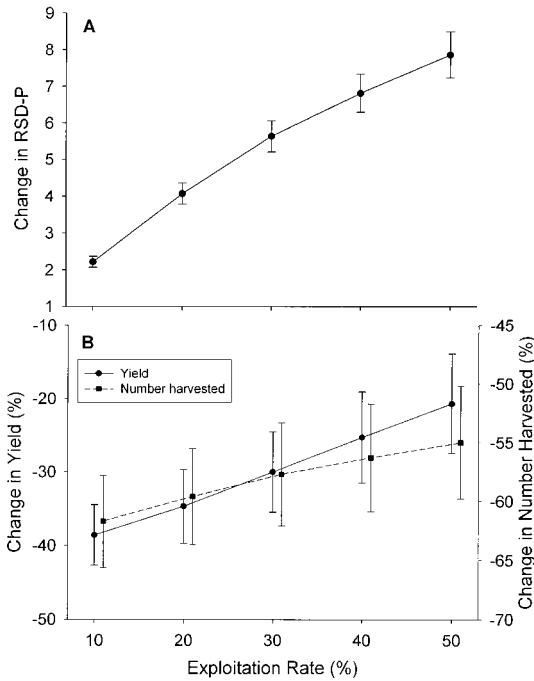 A
9
8
7
6
5
4
3
2
1
Change in RSD-P
B
Yield
Number harvested
-10
-20
-30
-40
-50
Change in Yield (%)
-45
-50
-55
-60
-65
-70
Change in Number Harvested (%)
10 20 30 40 50
Exploitation Rate (%)